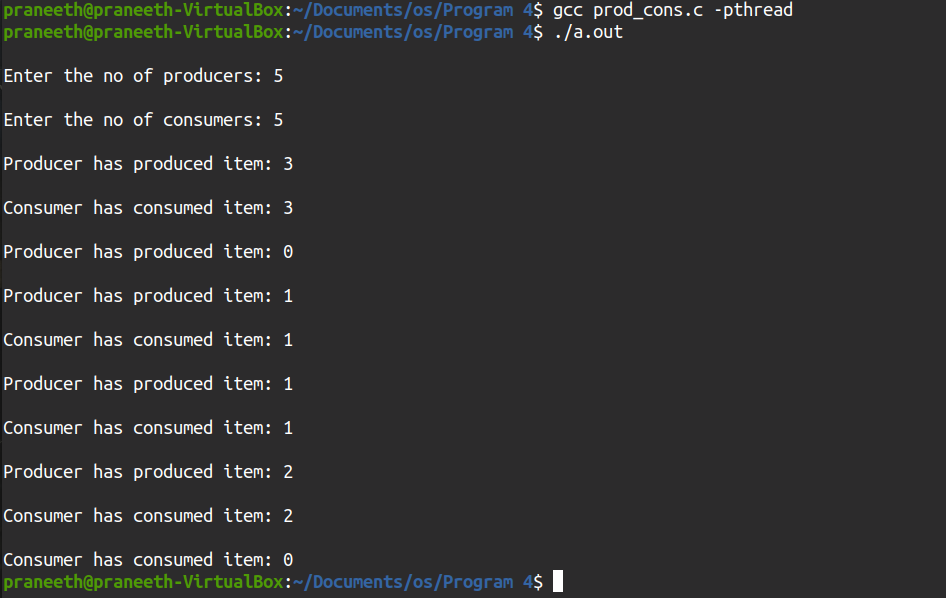 praneeth@praneeth-VirtualBox:~/Documents/os/Program 4$ gcc prod_cons.c -pthread
praneeth@praneeth-VirtualBox:~/Documents/os/Program 4$ ./a.out
Enter the no of producers: 5
Enter the no of consumers: 5
Producer has produced item: 3
Consumer has consumed item: 3
Producer has produced item: 0
Producer has produced item: 1
Consumer has consumed item: 1
Producer has produced item: 1
Consumer has consumed item: 1
Producer has produced item: 2
Consumer has consumed item: 2
Consumer has consumed item: 0
praneeth@praneeth-VirtualBox:~/Documents/os/Program 4$